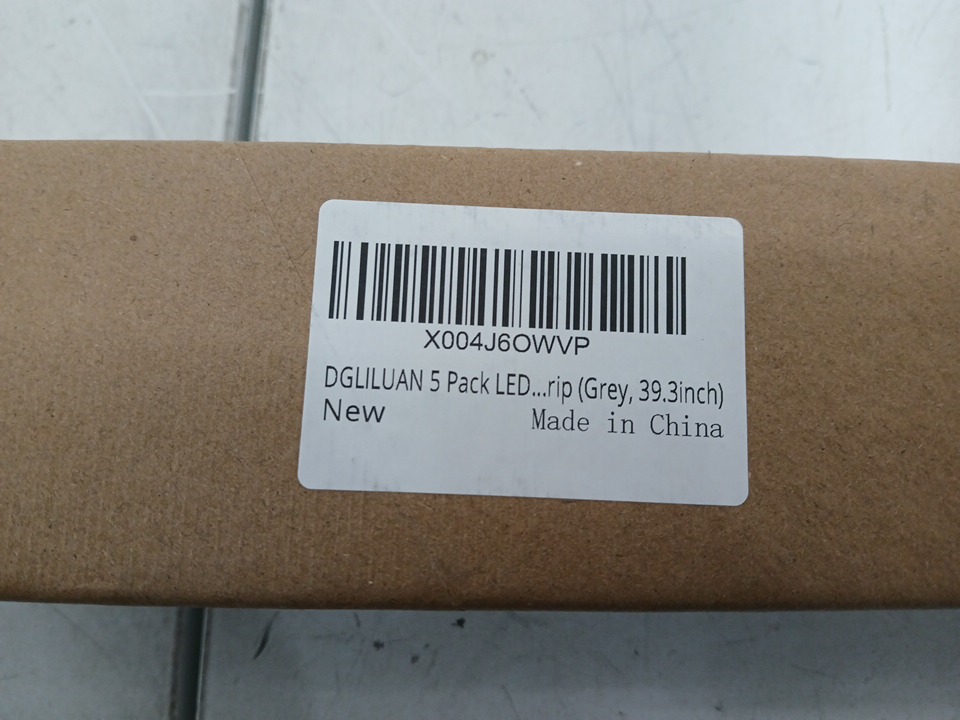 X004J6OWVP
DGLILUAN 5 Pack LED...rip (Grey, 39.3inch)
New
Made in China